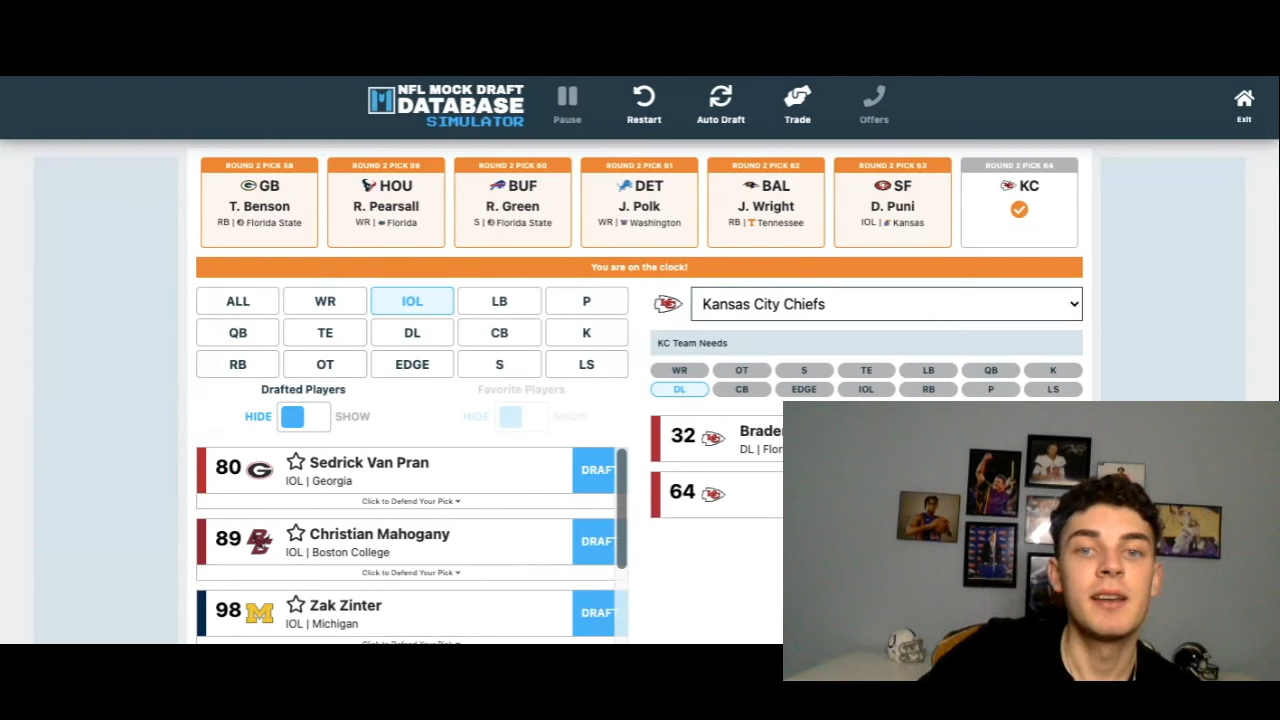 NFL MOCK DRAFT
DATABASE
SIMULATOR
Pause
Restart
Auto Draft
Trade
Offers
Exit
ROUND 2 PICK 58
GB
T. Benson
RB | Florida State
ROUND 2 PICK 59
HOU
R. Pearsall
WR | Florida
ROUND 2 PICK 60
BUF
R. Green
S | Florida State
ROUND 2 PICK 61
DET
J. Polk
WR | Washington
ROUND 2 PICK 62
BAL
J. Wright
RB | Tennessee
ROUND 2 PICK 63
SF
D. Puni
IOL | Kansas
ROUND 2 PICK 64
KC
You are on the clock!
ALL WR IOL LB P
QB TE DL CB K
RB OT EDGE S LS
Drafted Players
HIDE SHOW
Favorite Players
HIDE SHOW
80 Sedrick Van Pran
IOL | Georgia
DRAFT
Click to Defend Your Pick
89 Christian Mahogany
IOL | Boston College
DRAFT
Click to Defend Your Pick
98 Zak Zinter
IOL | Michigan
DRAFT
Click to Defend Your Pick
Kansas City Chiefs
KC Team Needs
WR OT S TE LB QB K
DL CB EDGE IOL RB P LS
32 Braden
DL | Flor
64